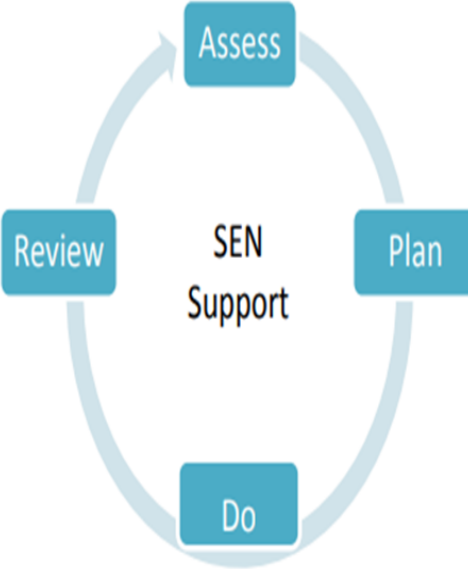 Assess
Plan
Do
Review
SEN
Support